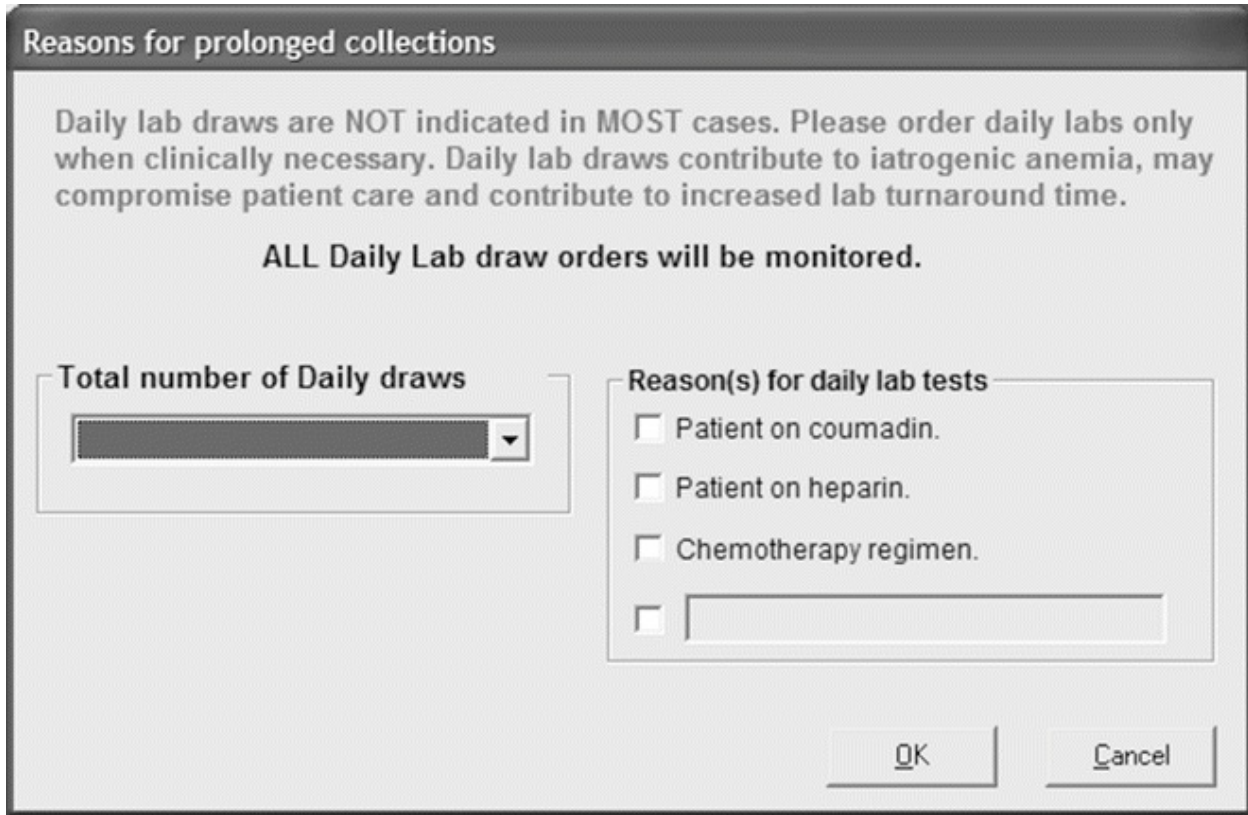 Reasons for prolonged collections
Daily lab draws are NOT indicated in MOST cases. Please order daily labs only
when clinically necessary. Daily lab draws contribute to iatrogenic anemia, may
compromise patient care and contribute to increased lab turnaround time.
ALL Daily Lab draw orders will be monitored.
Total number of Daily draws
Reason(s) for daily lab tests
Patient on coumadin.
Patient on heparin.
Chemotherapy regimen.
OK
Cancel